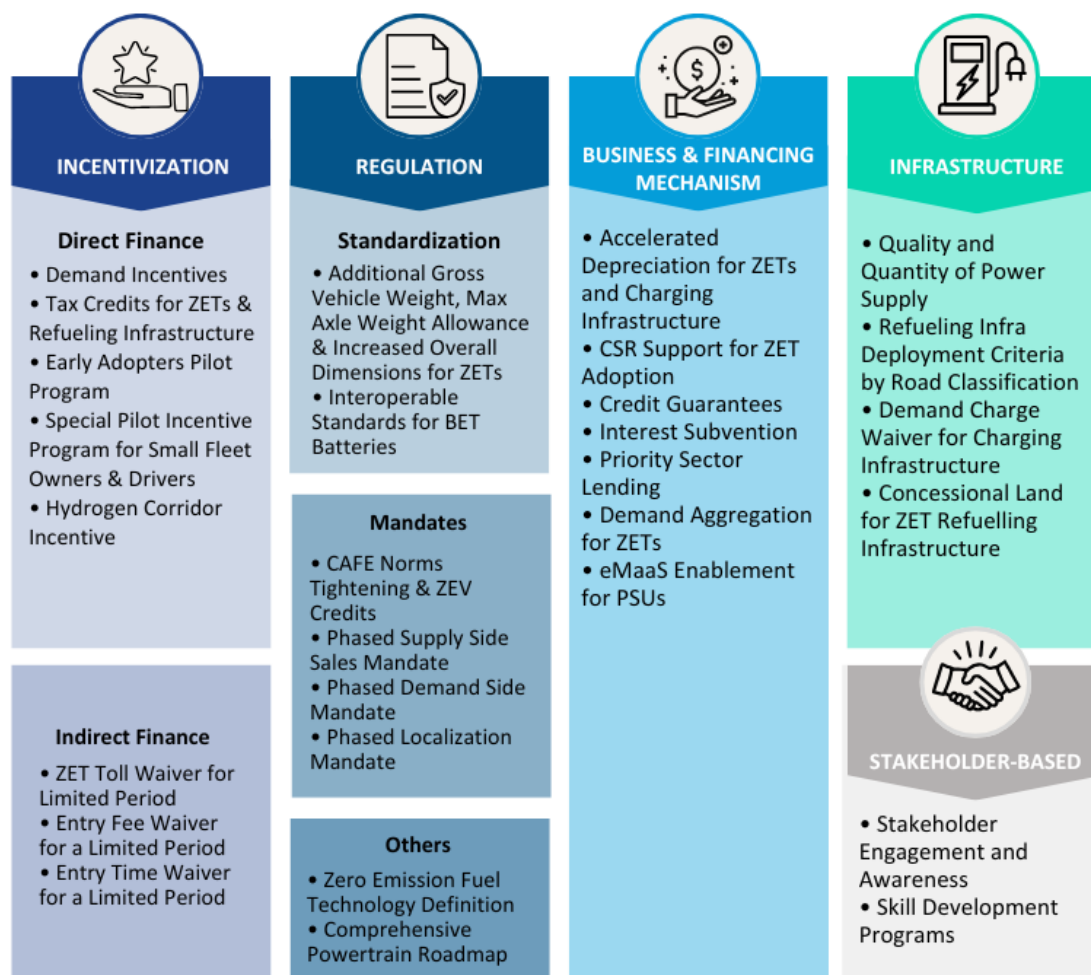 INCENTIVIZATION
Direct Finance
• Demand Incentives
• Tax Credits for ZETs &
Refueling Infrastructure
• Early Adopters Pilot
Program
• Special Pilot Incentive
Program for Small Fleet
Owners & Drivers
• Hydrogen Corridor
Incentive
Indirect Finance
• ZET Toll Waiver for
Limited Period
• Entry Fee Waiver
for a Limited Period
• Entry Time Waiver
for a Limited Period
REGULATION
Standardization
• Additional Gross
Vehicle Weight, Max
Axle Weight Allowance
& Increased Overall
Dimensions for ZETs
• Interoperable
Standards for BET
Batteries
Mandates
• CAFE Norms
Tightening & ZEV
Credits
• Phased Supply Side
Sales Mandate
• Phased Demand Side
Mandate
• Phased Localization
Mandate
Others
• Zero Emission Fuel
Technology Definition
• Comprehensive
Powertrain Roadmap
BUSINESS & FINANCING
MECHANISM
• Accelerated
Depreciation for ZETs
and Charging
Infrastructure
• CSR Support for ZET
Adoption
• Credit Guarantees
• Interest Subvention
• Priority Sector
Lending
• Demand Aggregation
for ZETs
• eMaaS Enablement
for PSUs
INFRASTRUCTURE
• Quality and
Quantity of Power
Supply
• Refueling Infra
Deployment Criteria
by Road Classification
• Demand Charge
Waiver for Charging
Infrastructure
• Concessional Land
for ZET Refuelling
Infrastructure
STAKEHOLDER-BASED
• Stakeholder
Engagement and
Awareness
• Skill Development
Programs